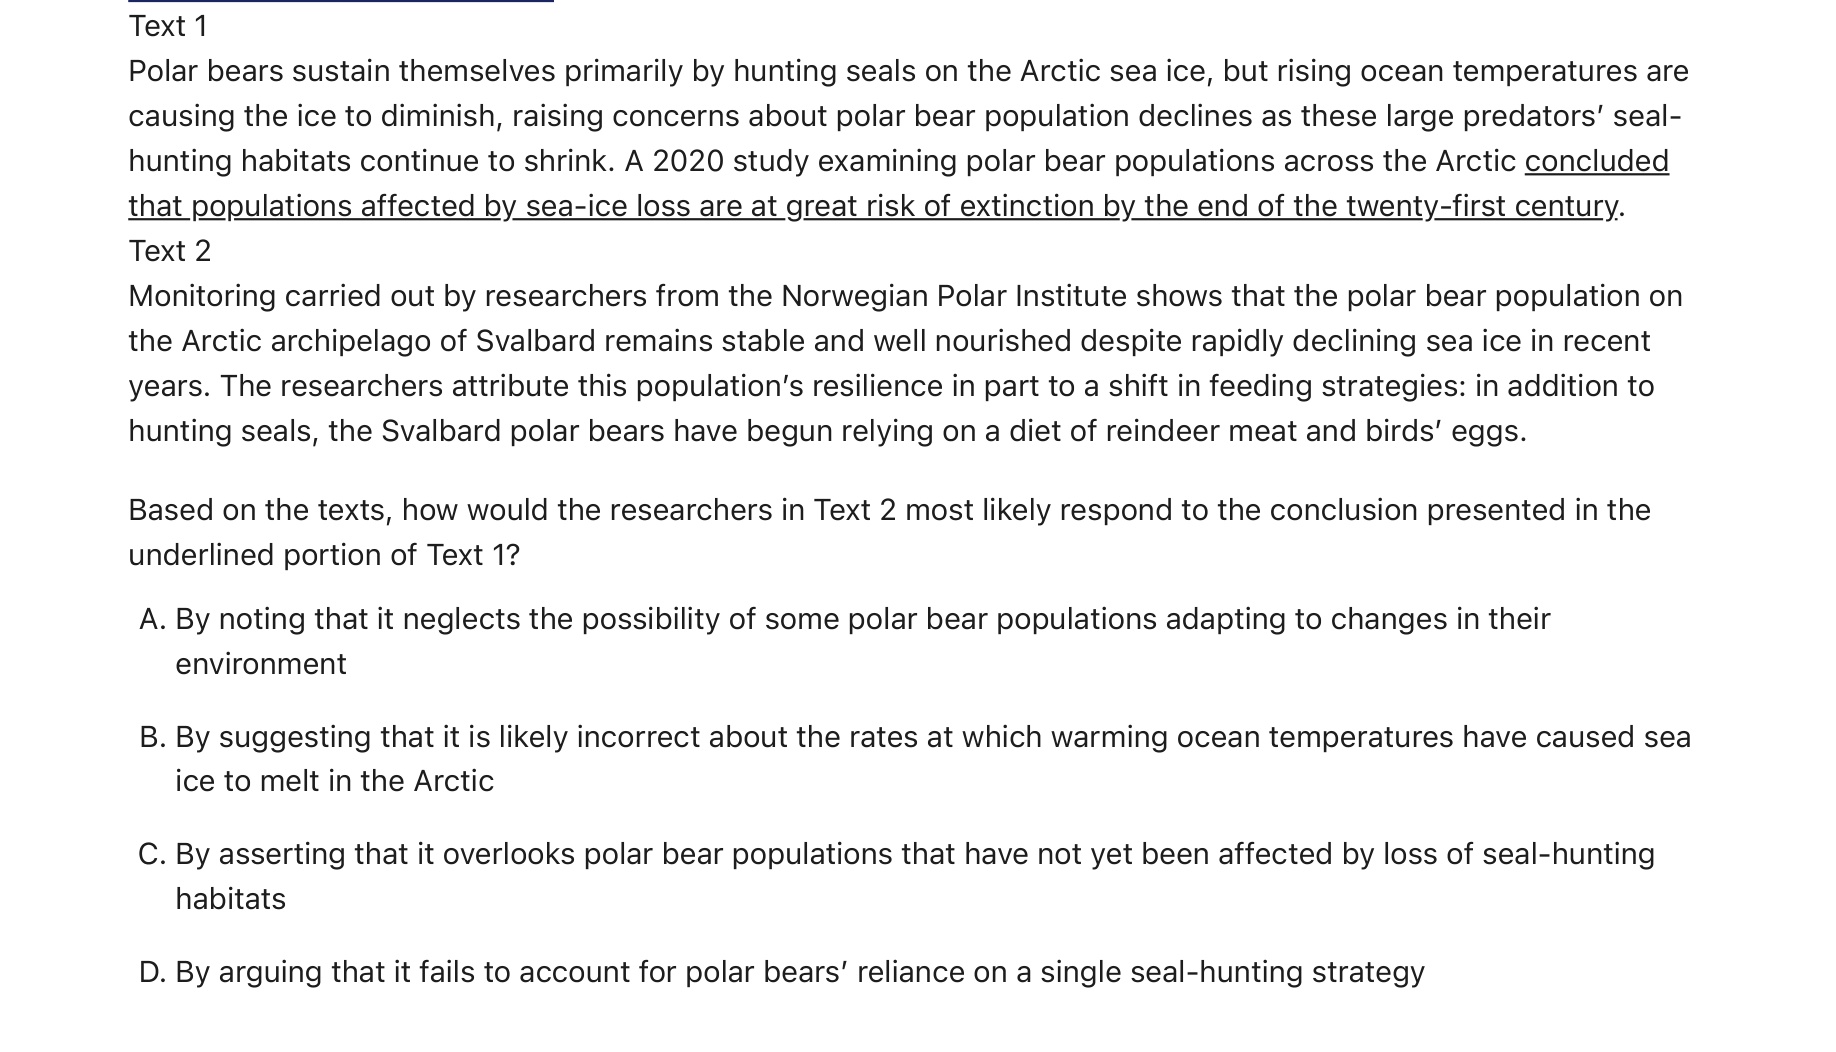 Text 1
Polar bears sustain themselves primarily by hunting seals on the Arctic sea ice, but rising ocean temperatures are
causing the ice to diminish, raising concerns about polar bear population declines as these large predators’ seal-
hunting habitats continue to shrink. A 2020 study examining polar bear populations across the Arctic concluded
that populations affected by sea-ice loss are at great risk of extinction by the end of the twenty-first century.
Text 2
Monitoring carried out by researchers from the Norwegian Polar Institute shows that the polar bear population on
the Arctic archipelago of Svalbard remains stable and well nourished despite rapidly declining sea ice in recent
years. The researchers attribute this population’s resilience in part to a shift in feeding strategies: in addition to
hunting seals, the Svalbard polar bears have begun relying on a diet of reindeer meat and birds’ eggs.
Based on the texts, how would the researchers in Text 2 most likely respond to the conclusion presented in the
underlined portion of Text 1?
A. By noting that it neglects the possibility of some polar bear populations adapting to changes in their
environment
B. By suggesting that it is likely incorrect about the rates at which warming ocean temperatures have caused sea
ice to melt in the Arctic
C. By asserting that it overlooks polar bear populations that have not yet been affected by loss of seal-hunting
habitats
D. By arguing that it fails to account for polar bears’ reliance on a single seal-hunting strategy